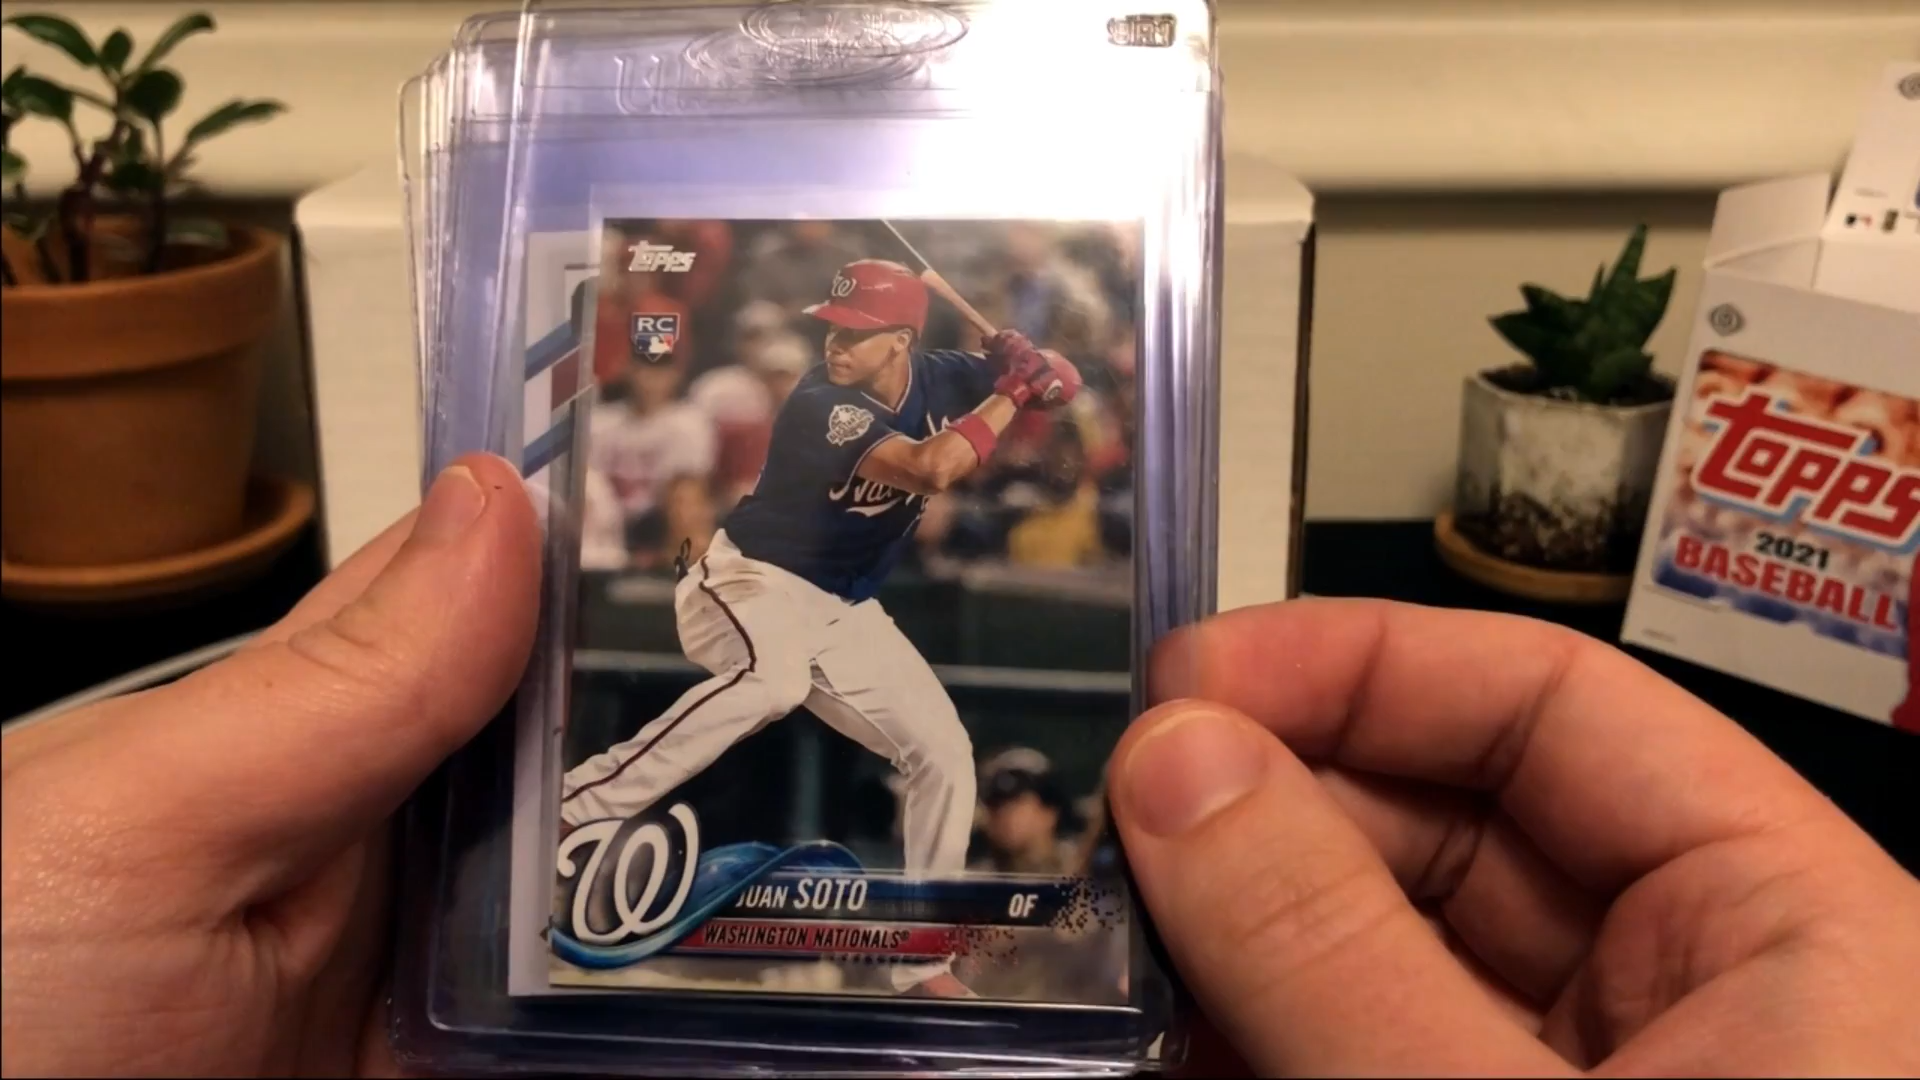 Topps
RC
W
JUAN SOTO
OF
WASHINGTON NATIONALS®
Topps
2021
BASEBALL